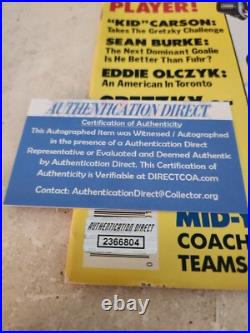 PLAYER!
"KID" CARSON:
Takes The Gretzky Challenge
SEAN BURKE:
The Next Dominant Goalie
Is He Better Than Fuhr?
EDDIE OLCZYK:
An American In Toronto
AUTHENTICATION DIRECT
Certification of Authenticity
This Autographed Item was Witnessed / Autographed
in the presence of a Authentication Direct
Representative or Evaluated and Deemed Authentic
by Authentication Direct. This Certification of
Authenticity is Verifiable at DIRECTCOA.com
Contact: AuthenticationDirect@Collector.org
AUTHENTICATION DIRECT
2366804
MID-
COACH
TEAMS